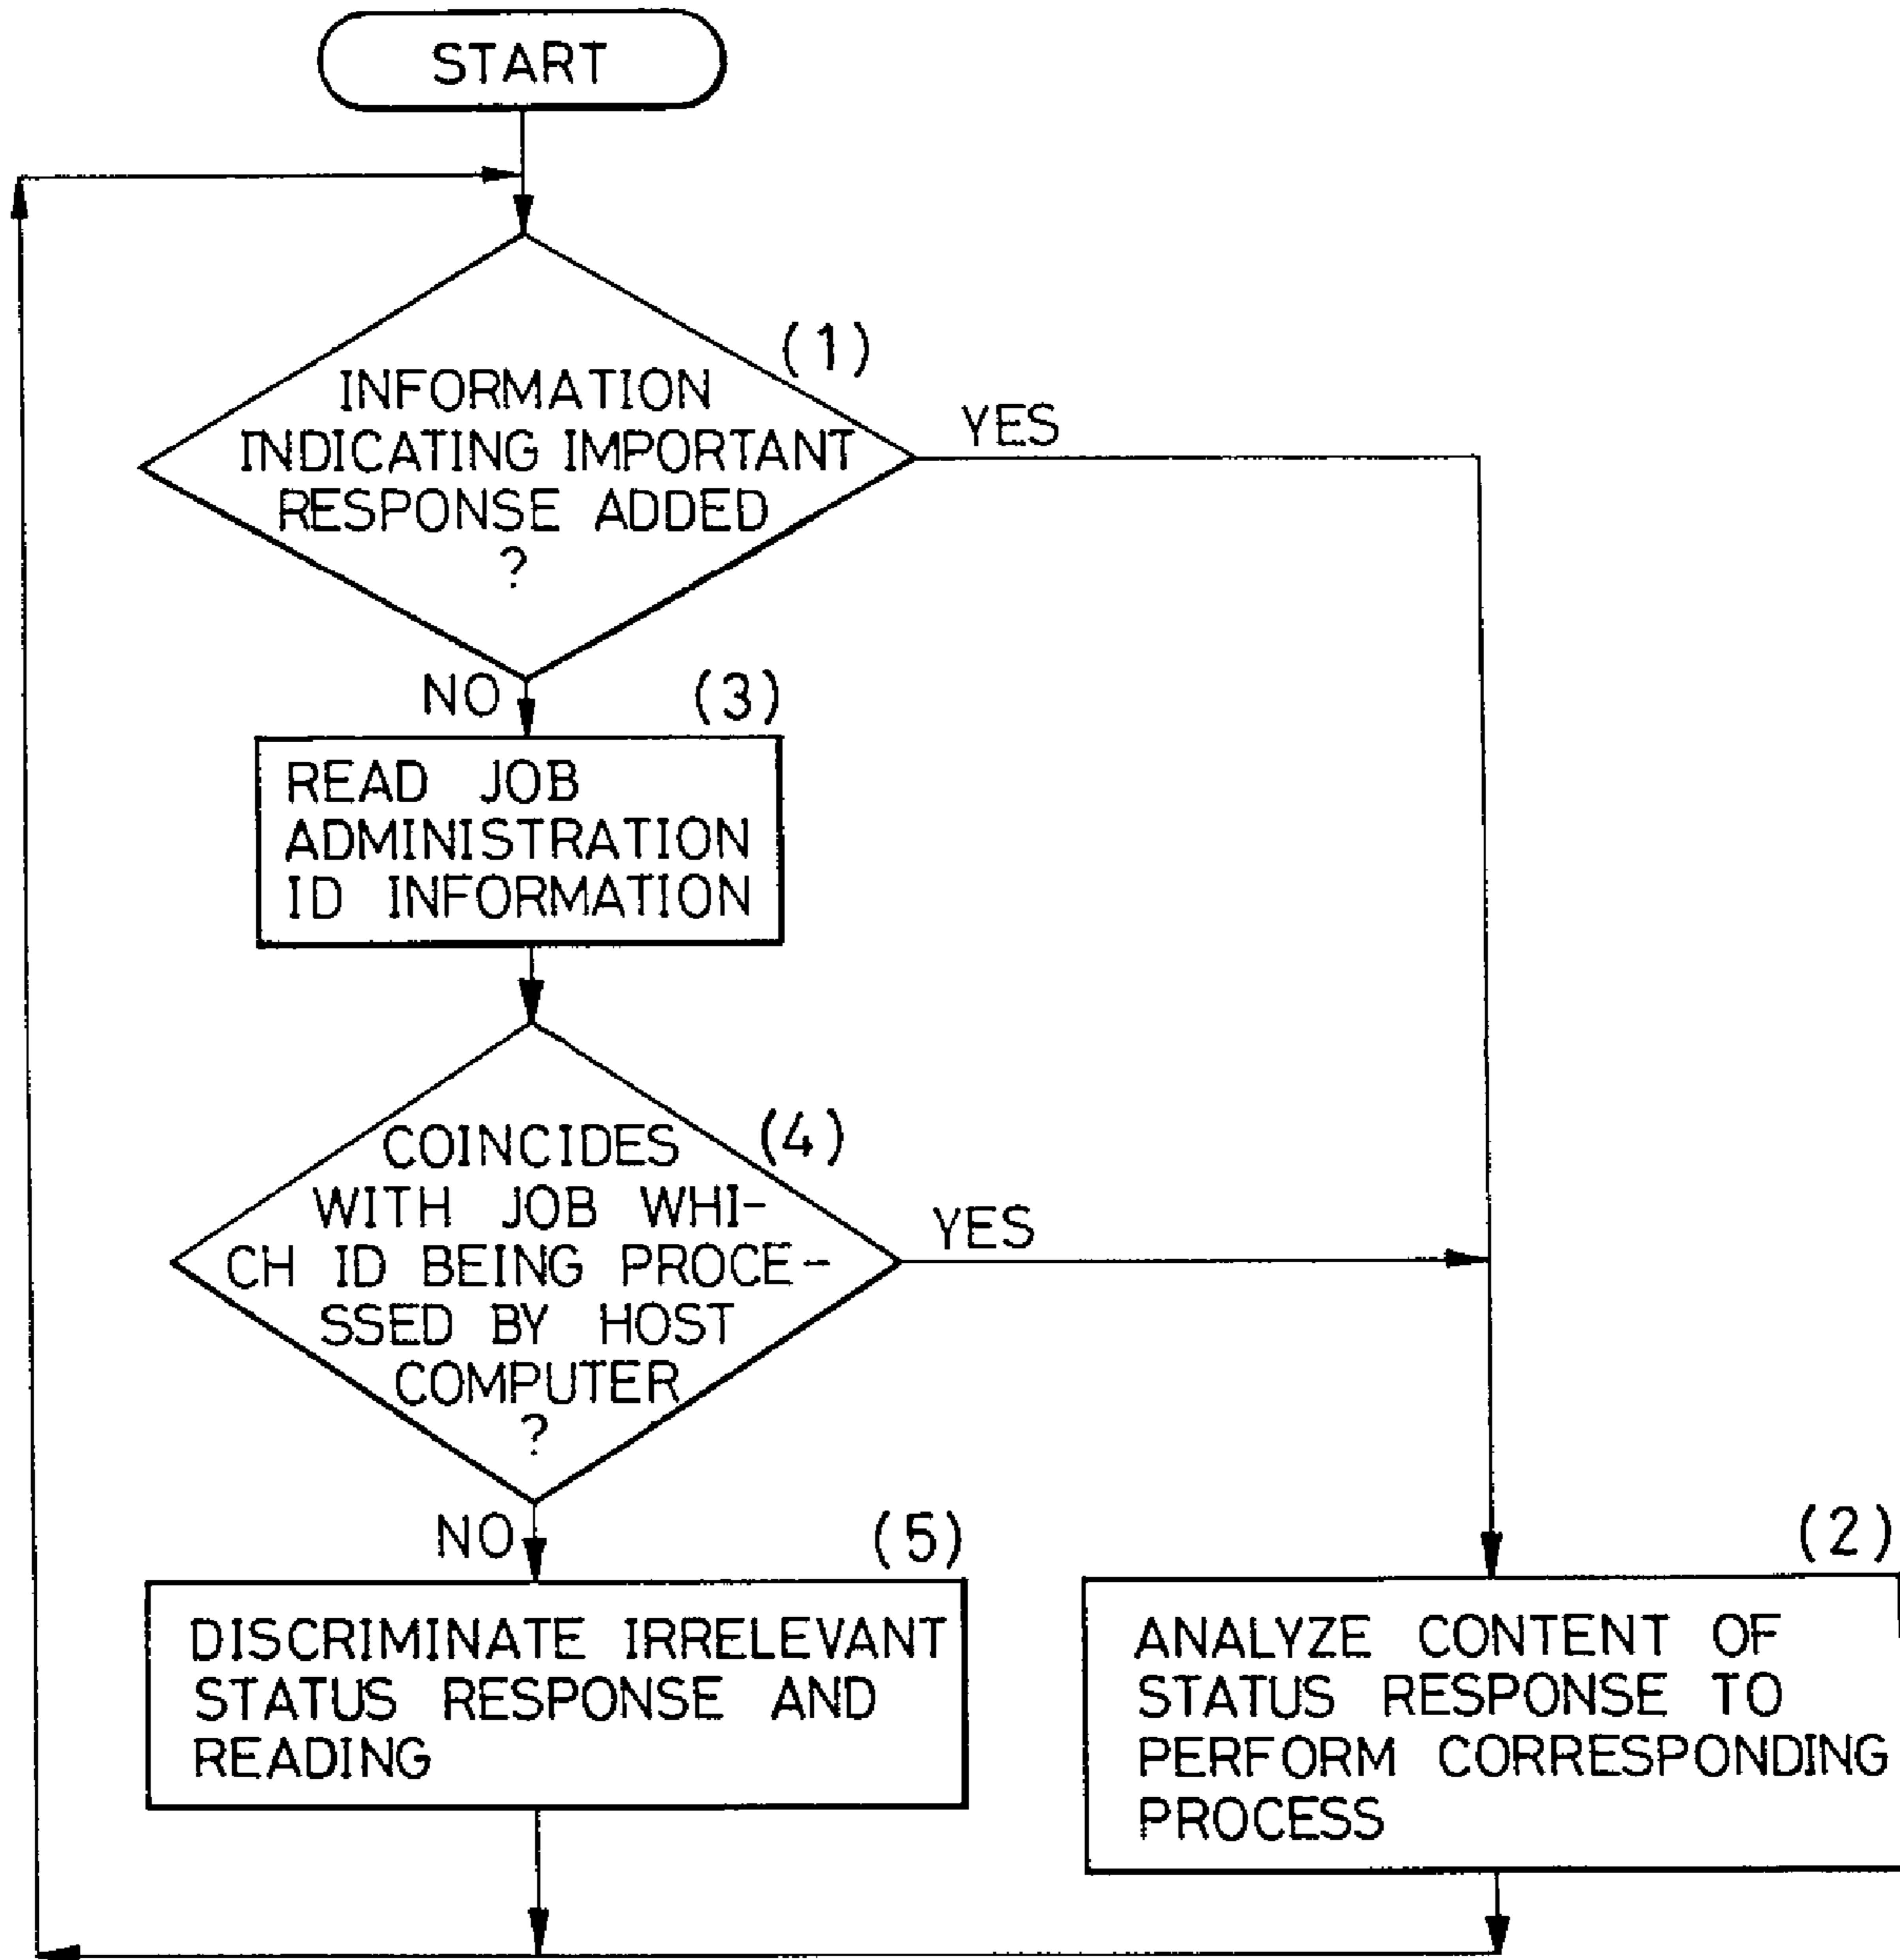 START
(1)
INFORMATION
INDICATING IMPORTANT
RESPONSE ADDED
?
YES
NO
(3)
READ JOB
ADMINISTRATION
ID INFORMATION
(4)
COINCIDES
WITH JOB WHI-
CH ID BEING PROCE-
SSED BY HOST
COMPUTER
?
YES
NO
(5)
DISCRIMINATE IRRELEVANT
STATUS RESPONSE AND
READING
(2)
ANALYZE CONTENT OF
STATUS RESPONSE TO
PERFORM CORRESPONDING
PROCESS